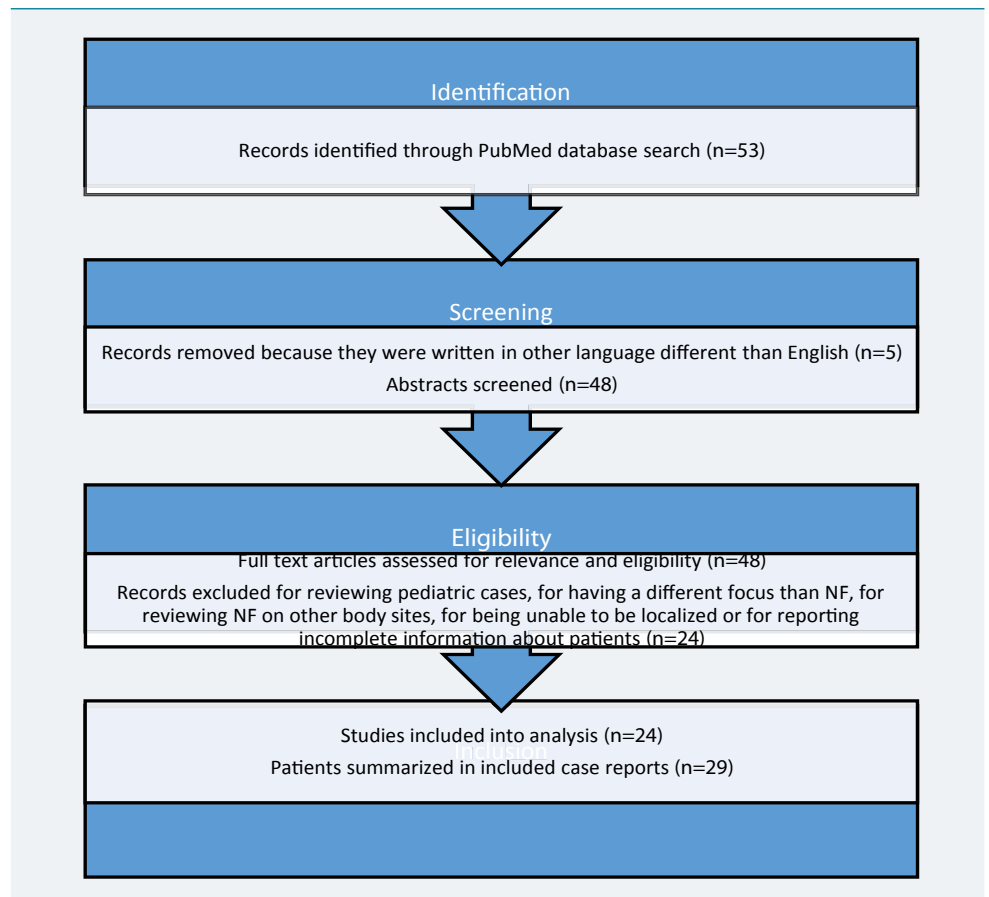 Identification
Records identified through PubMed database search (n=53)
Screening
Records removed because they were written in other language different than English (n=5)
Abstracts screened (n=48)
Eligibility
Full text articles assessed for relevance and eligibility (n=48)
Records excluded for reviewing pediatric cases, for having a different focus than NF, for
reviewing NF on other body sites, for being unable to be localized or for reporting
incomplete information about patients (n=24)
Studies included into analysis (n=24)
Inclusion
Patients summarized in included case reports (n=29)